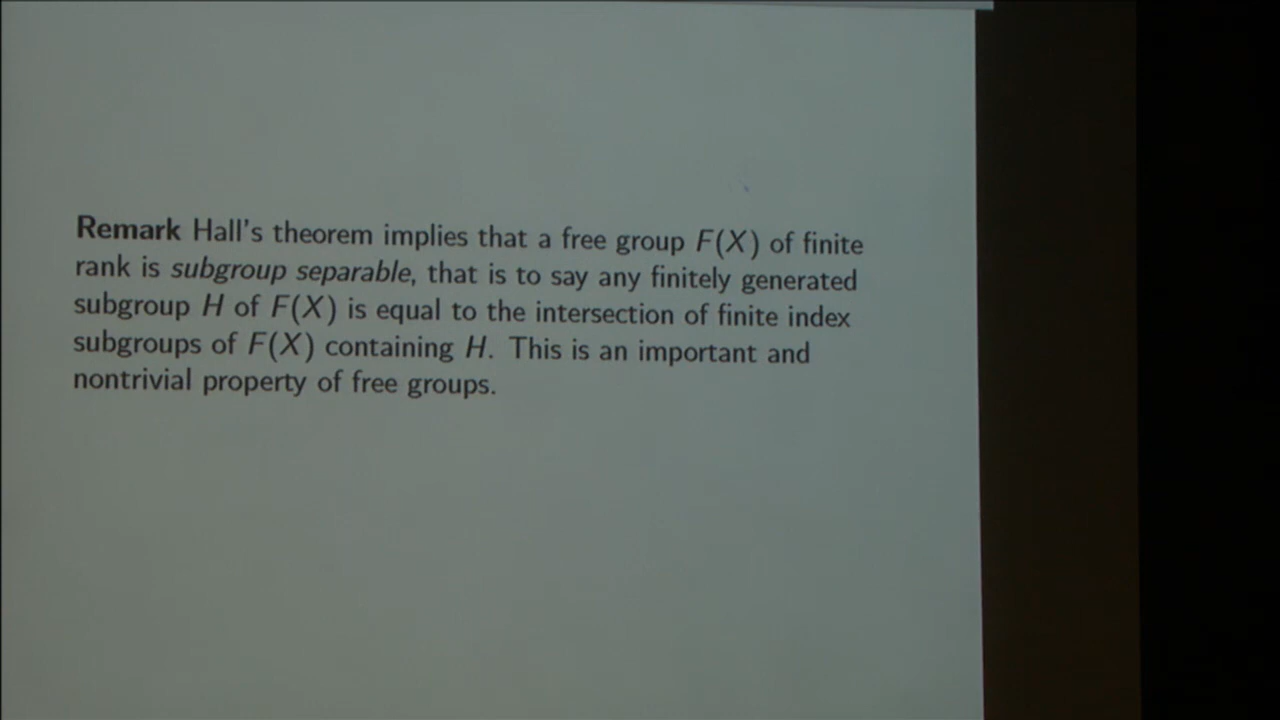 Remark Hall's theorem implies that a free group F(X) of finite
rank is subgroup separable, that is to say any finitely generated
subgroup H of F(X) is equal to the intersection of finite index
subgroups of F(X) containing H. This is an important and
nontrivial property of free groups.